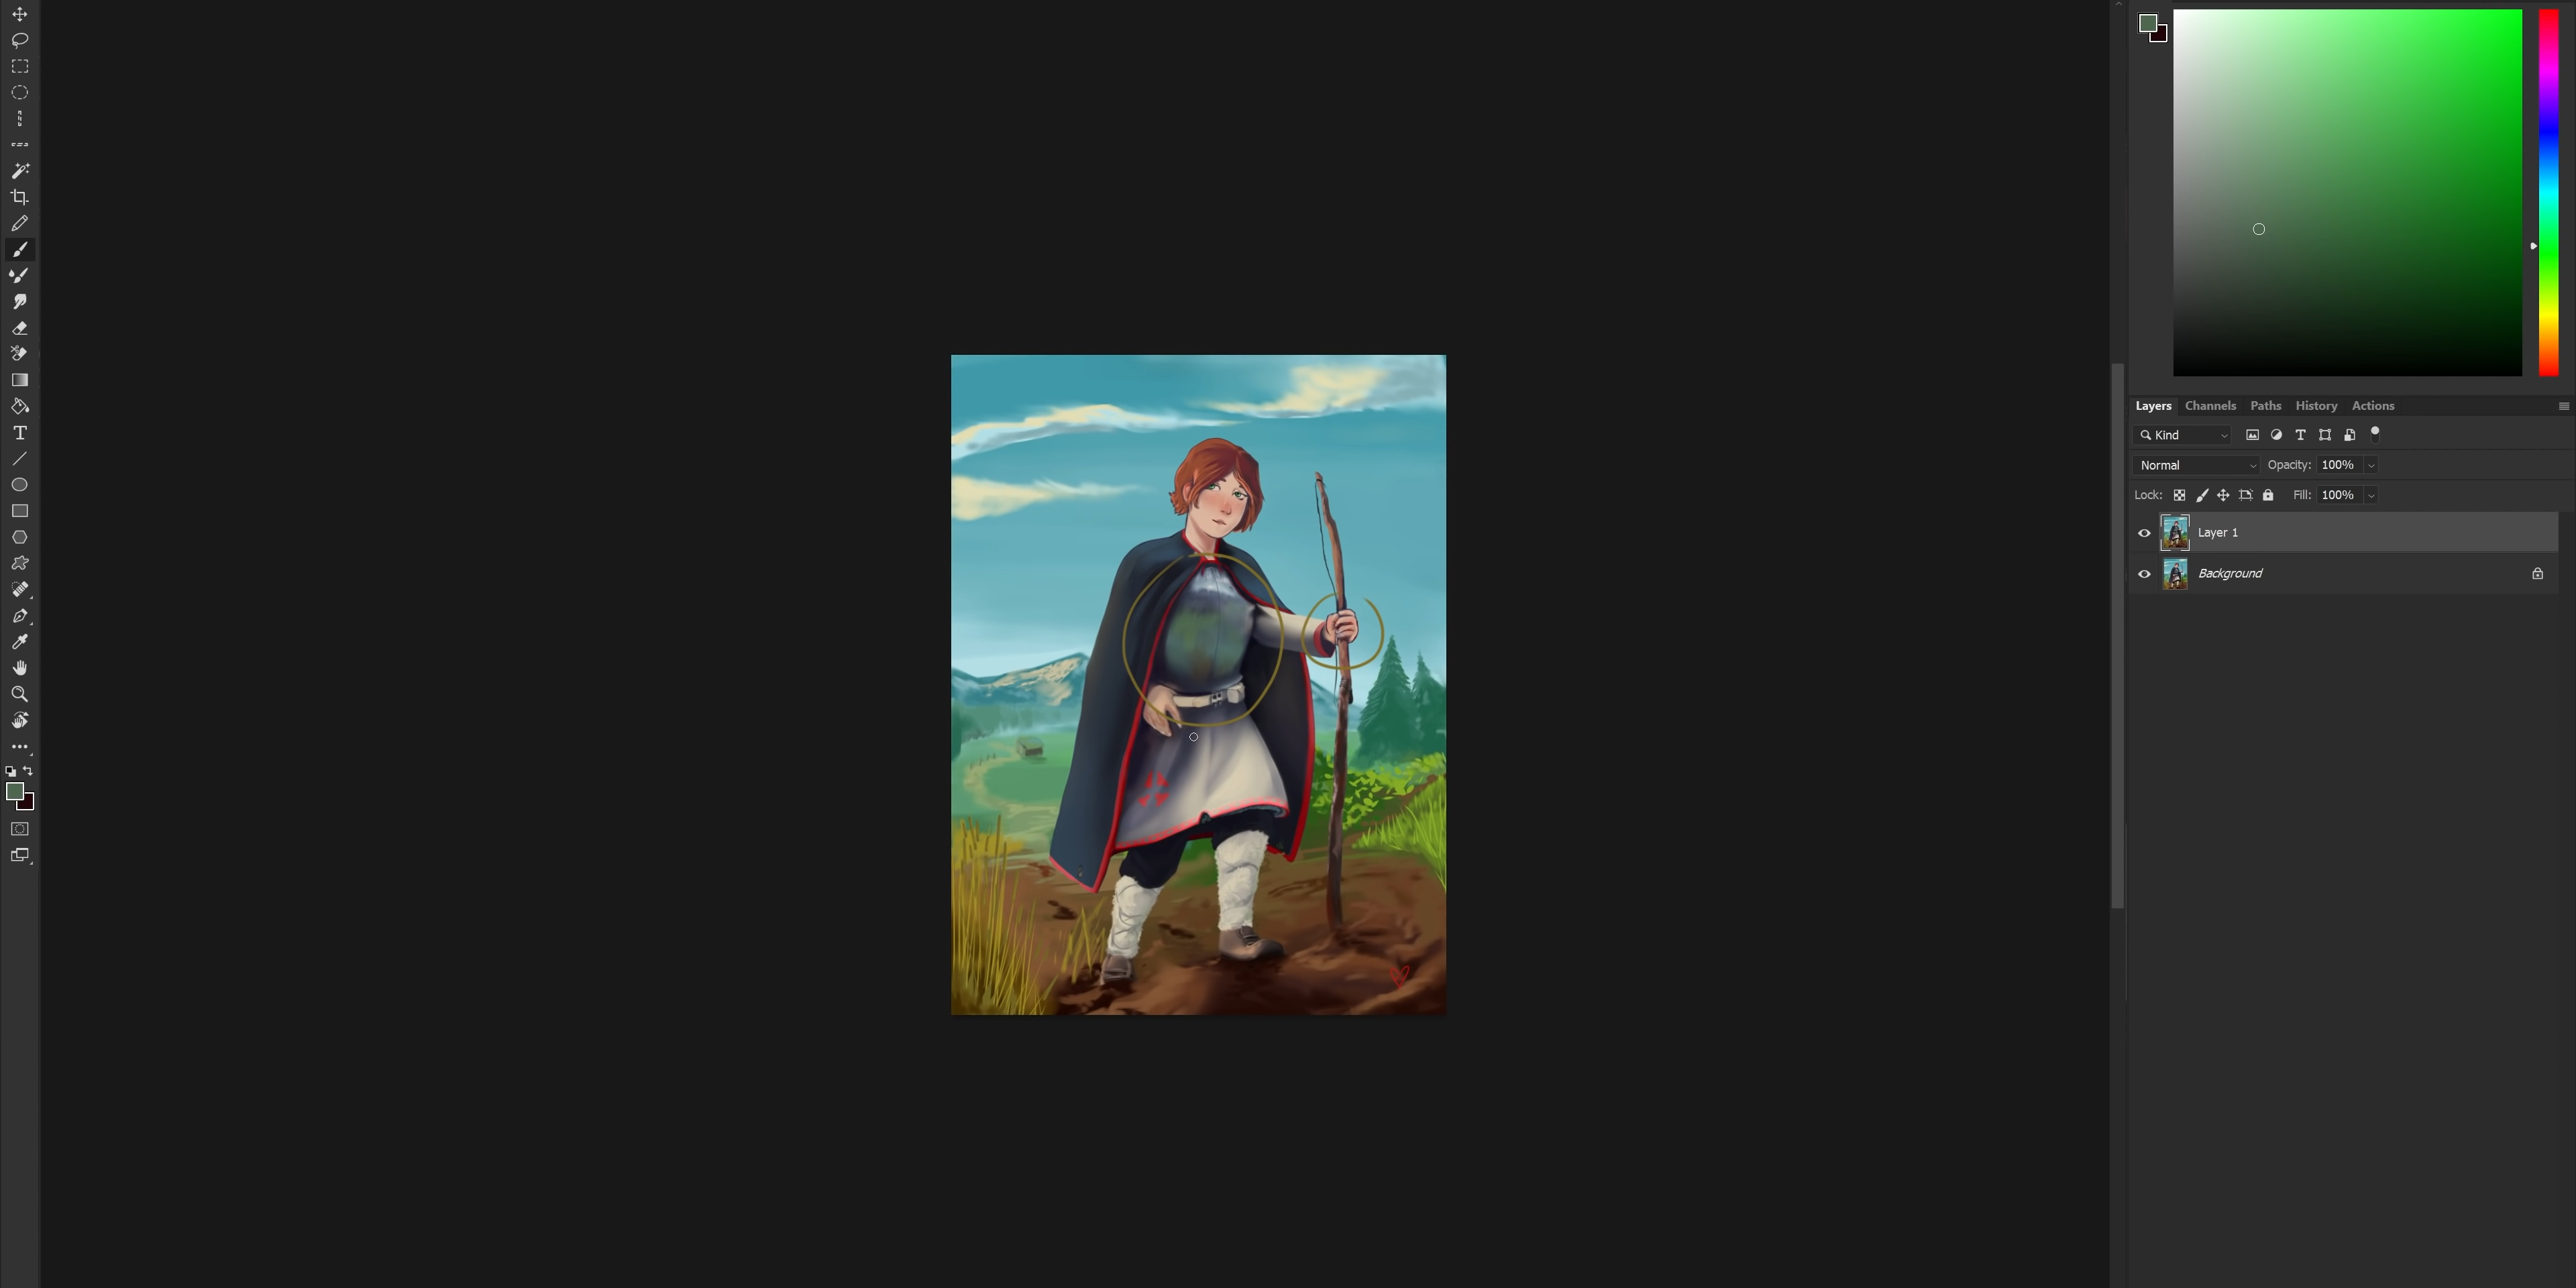 Layers Channels Paths History Actions
Kind
Normal Opacity: 100%
Lock: Fill: 100%
Layer 1
Background